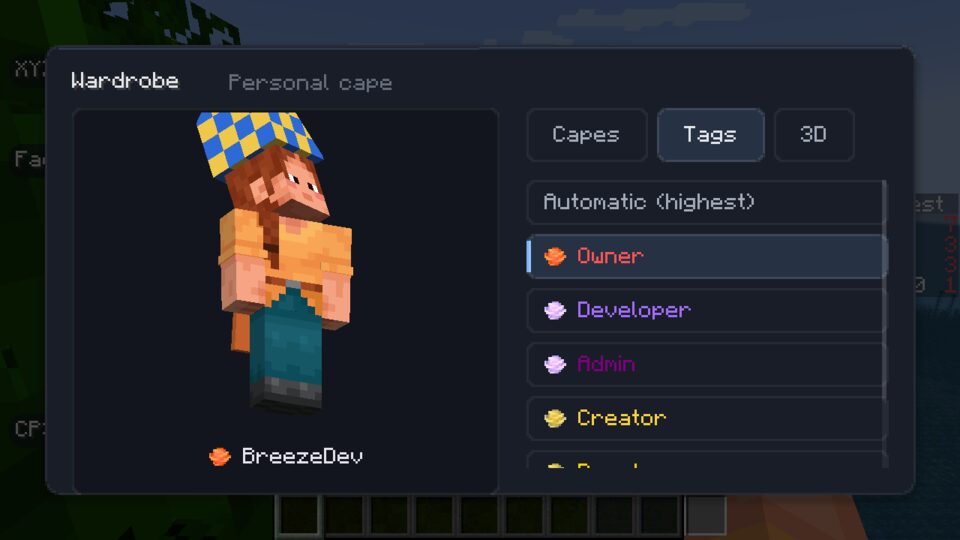 Wardrobe
Personal cape
Capes
Tags
3D
Automatic (highest)
Owner
Developer
Admin
Creator
BreezeDev